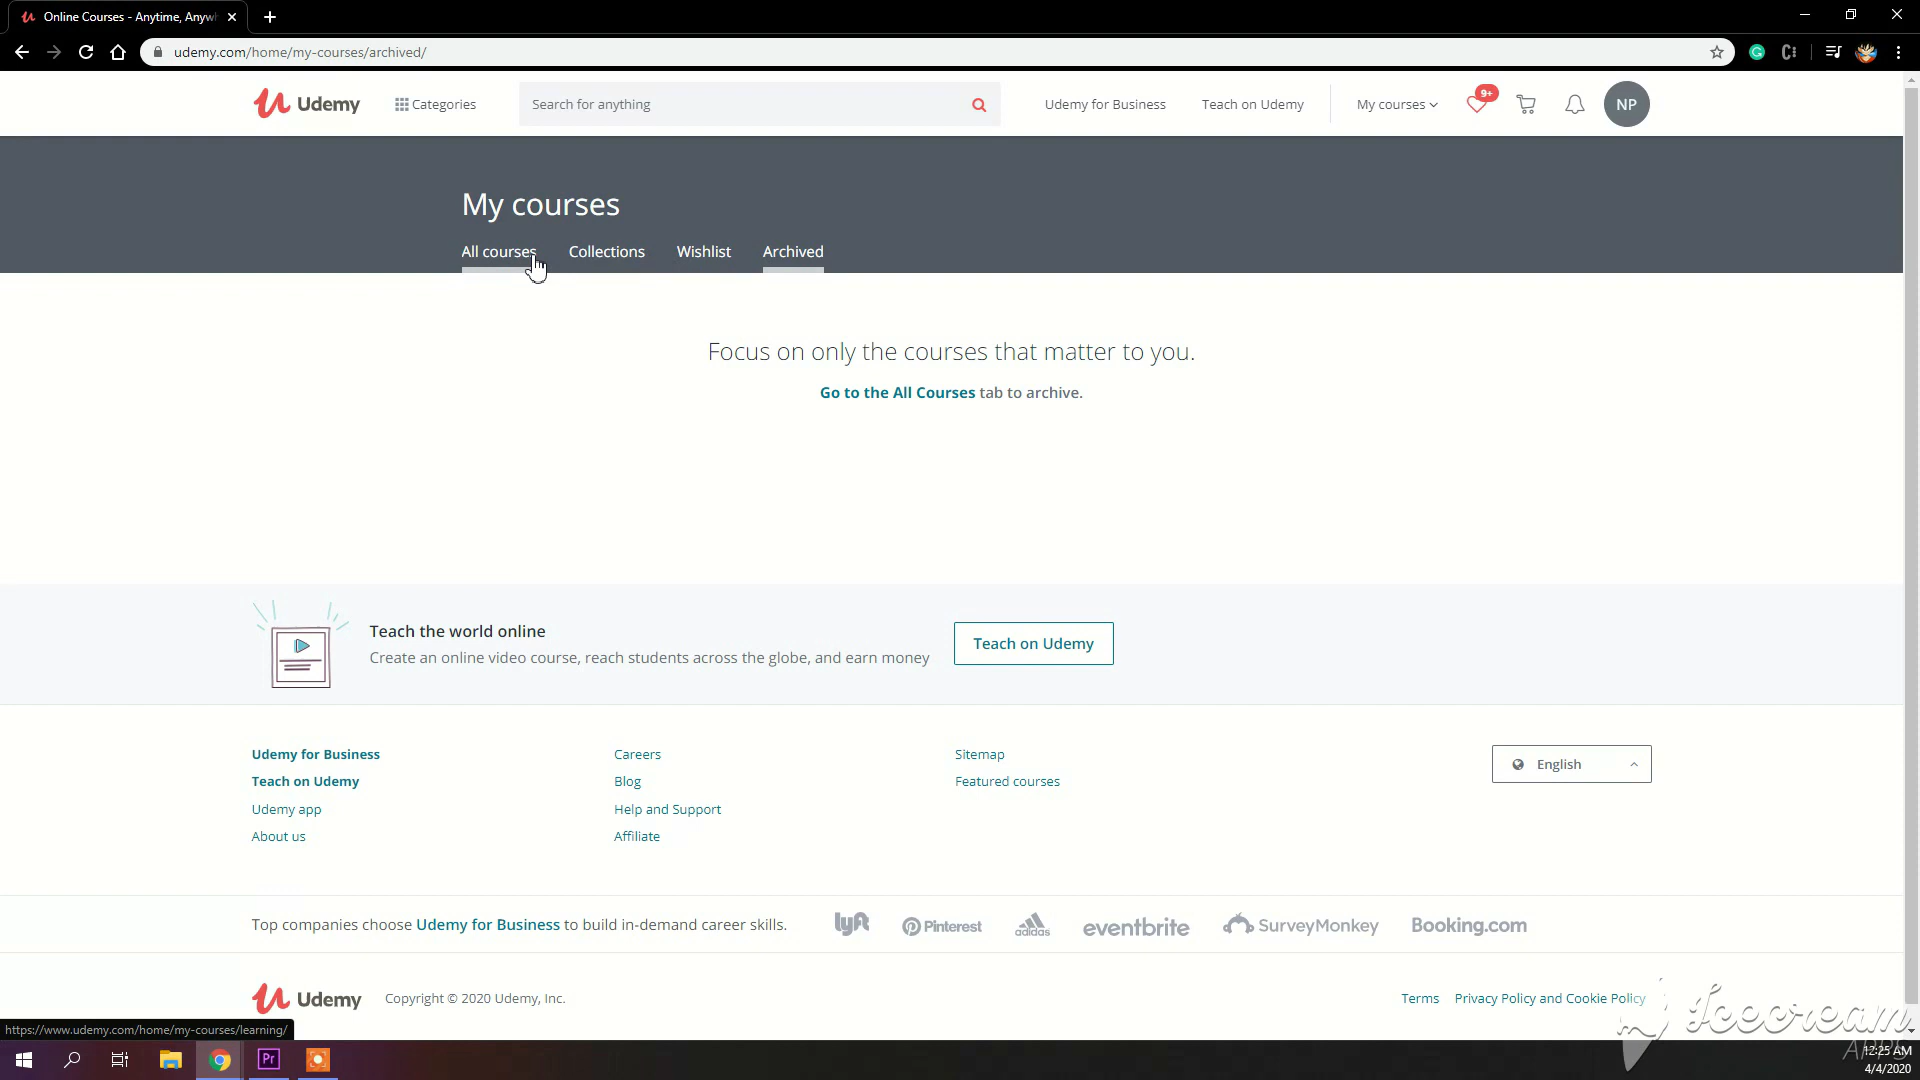 Online Courses - Anytime, Anywh
udemy.com/home/my-courses/archived/
Udemy
Categories
Search for anything
Udemy for Business
Teach on Udemy
My courses
9+
NP
My courses
All courses
Collections
Wishlist
Archived
Focus on only the courses that matter to you.
Go to the All Courses tab to archive.
Teach the world online
Create an online video course, reach students across the globe, and earn money
Teach on Udemy
Udemy for Business
Teach on Udemy
Udemy app
About us
Careers
Blog
Help and Support
Affiliate
Sitemap
Featured courses
English
Top companies choose Udemy for Business to build in-demand career skills.
lyft
Pinterest
adidas
eventbrite
SurveyMonkey
Booking.com
Udemy
Copyright © 2020 Udemy, Inc.
Terms
Privacy Policy and Cookie Policy
Icecream
APPS
https://www.udemy.com/home/my-courses/learning/
Pr
12:25 AM
4/4/2020